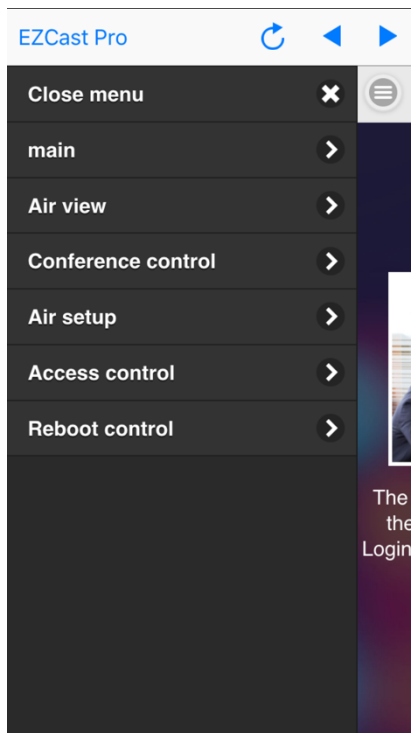 EZCast Pro
Close menu
main
Air view
Conference control
Air setup
Access control
Reboot control
The
the
Login